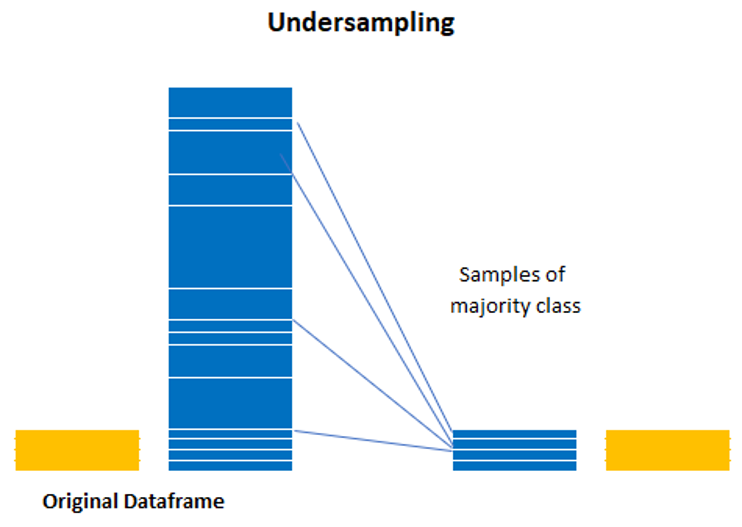 Undersampling
Samples of
majority class
Original Dataframe